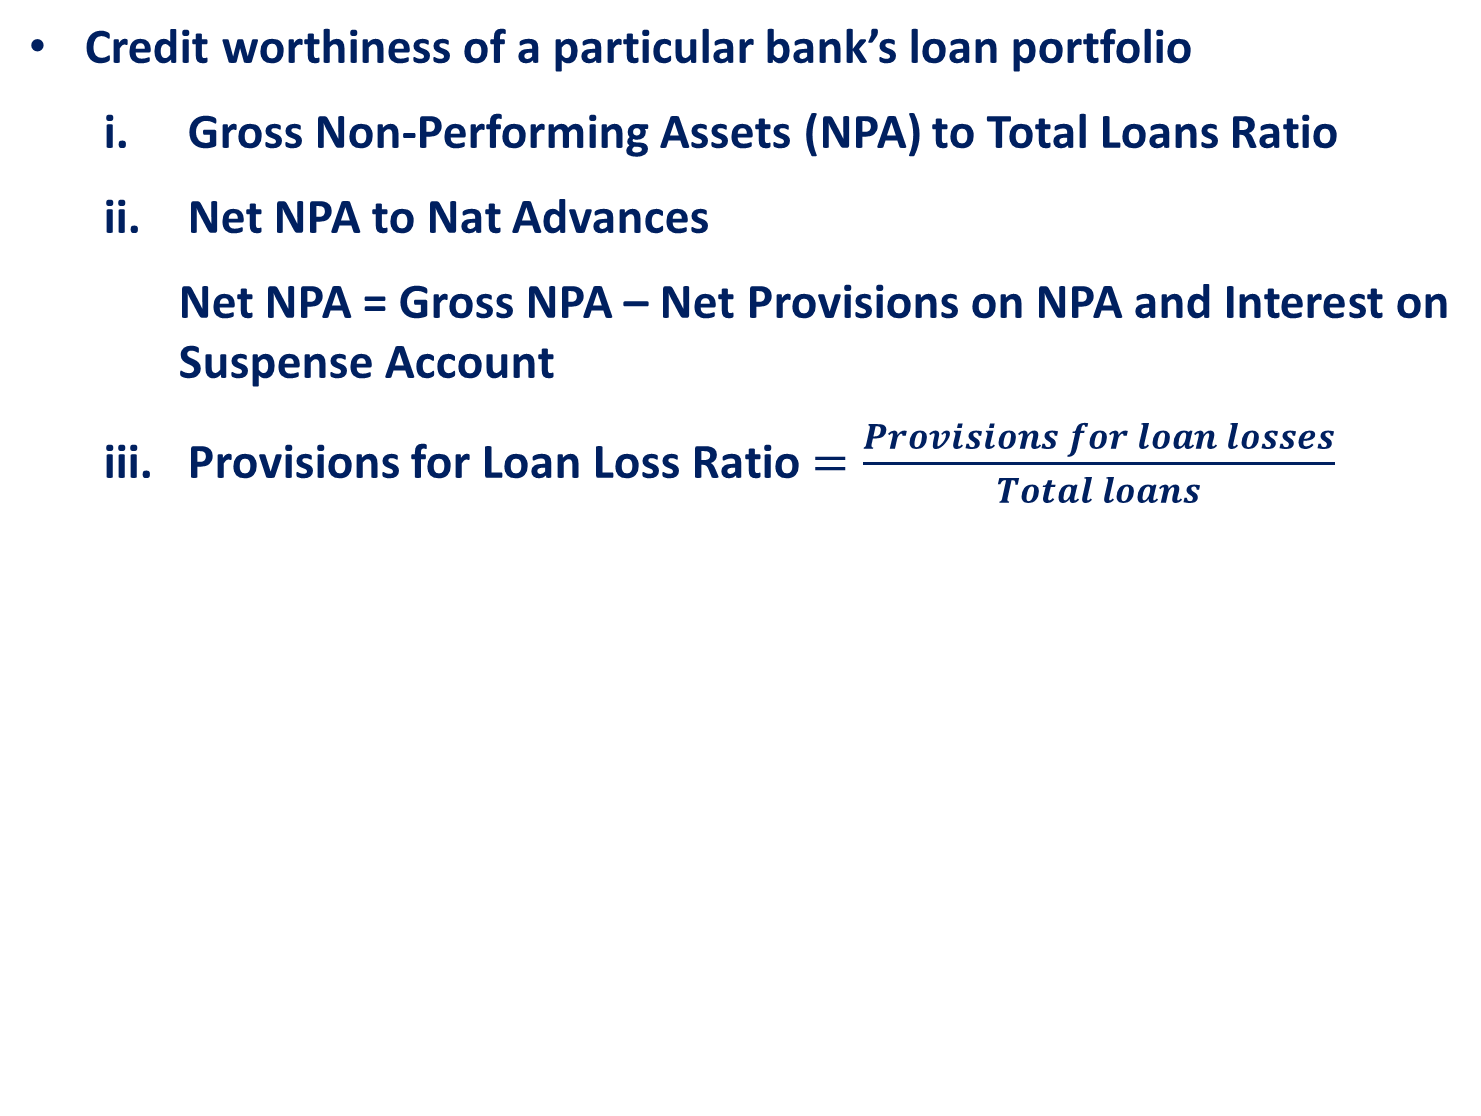 • Credit worthiness of a particular bank’s loan portfolio
i. Gross Non-Performing Assets (NPA) to Total Loans Ratio
ii. Net NPA to Nat Advances
Net NPA = Gross NPA – Net Provisions on NPA and Interest on
Suspense Account
iii. Provisions for Loan Loss Ratio = Provisions for loan losses
Total loans